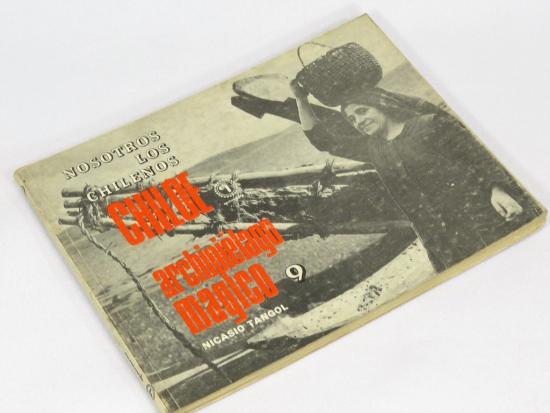 NOSOTROS
LOS
CHILENOS
CHILOE
archipiélago
mágico
9
NICASIO TANGOL